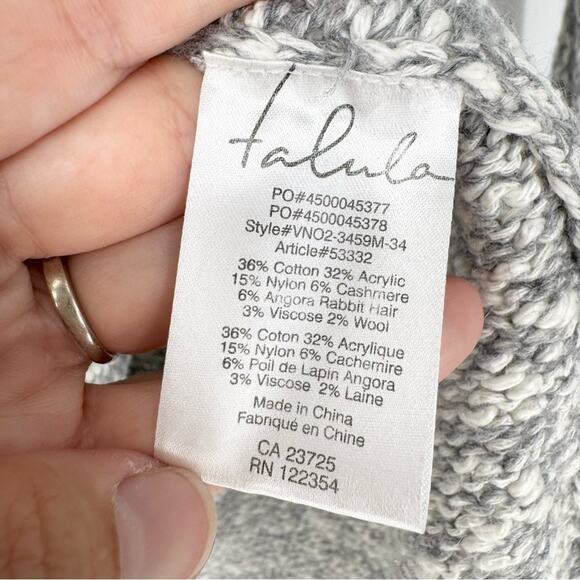 talula
PO#4500045377
PO#4500045378
Style#VNO2-3459M-34
Article#53332
36% Cotton 32% Acrylic
15% Nylon 6% Cashmere
6% Angora Rabbit Hair
3% Viscose 2% Wool
36% Coton 32% Acrylique
15% Nylon 6% Cachemire
6% Poil de Lapin Angora
3% Viscose 2% Laine
Made in China
Fabriqué en Chine
CA 23725
RN 122354